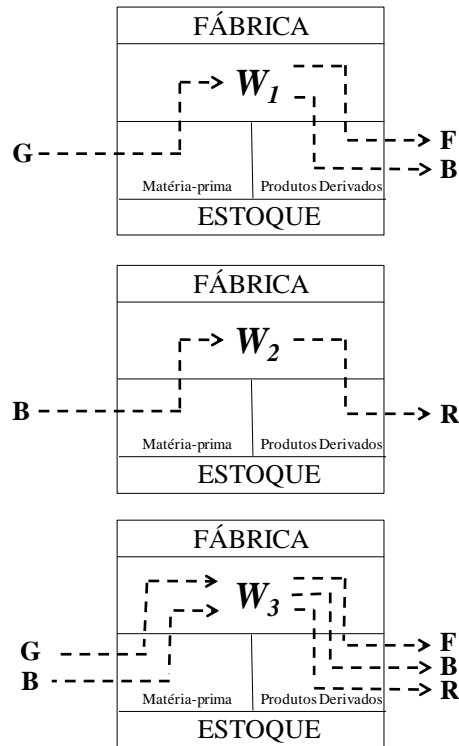 FÁBRICA
W1
G
F
B
Matéria-prima
Produtos Derivados
ESTOQUE
FÁBRICA
W2
B
R
Matéria-prima
Produtos Derivados
ESTOQUE
FÁBRICA
W3
G
F
B
B
R
Matéria-prima
Produtos Derivados
ESTOQUE